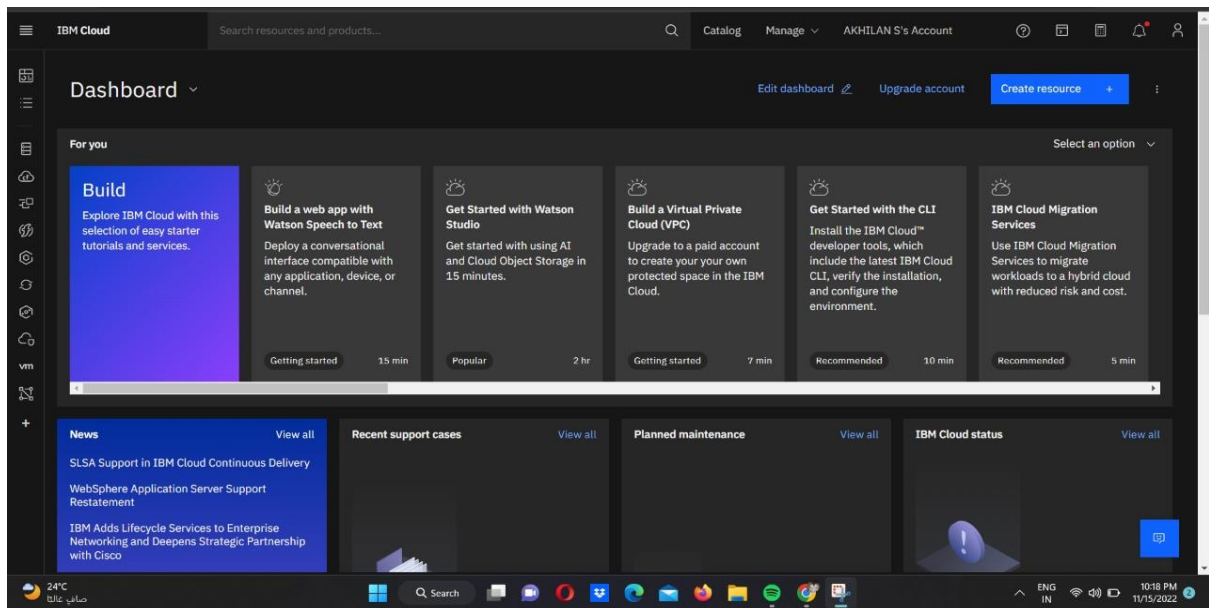 IBM Cloud
Search resources and products...
Catalog
Manage
AKHILAN S's Account
Dashboard
Edit dashboard
Upgrade account
Create resource +
For you
Select an option
Build
Explore IBM Cloud with this
selection of easy starter
tutorials and services.
Build a web app with
Watson Speech to Text
Deploy a conversational
interface compatible with
any application, device, or
channel.
Getting started
15 min
Get Started with Watson
Studio
Get started with using AI
and Cloud Object Storage in
15 minutes.
Popular
2 hr
Build a Virtual Private
Cloud (VPC)
Upgrade to a paid account
to create your your own
protected space in the IBM
Cloud.
Getting started
7 min
Get Started with the CLI
Install the IBM Cloud™
developer tools, which
include the latest IBM Cloud
CLI, verify the installation,
and configure the
environment.
Recommended
10 min
IBM Cloud Migration
Services
Use IBM Cloud Migration
Services to migrate
workloads to a hybrid cloud
with reduced risk and cost.
Recommended
5 min
vm
News
View all
SLSA Support in IBM Cloud Continuous Delivery
WebSphere Application Server Support
Restatement
IBM Adds Lifecycle Services to Enterprise
Networking and Deepens Strategic Partnership
with Cisco
Recent support cases
View all
Planned maintenance
View all
IBM Cloud status
View all
24°C
صافي غالبًا
Search
ENG
IN
10:18 PM
11/15/2022
2